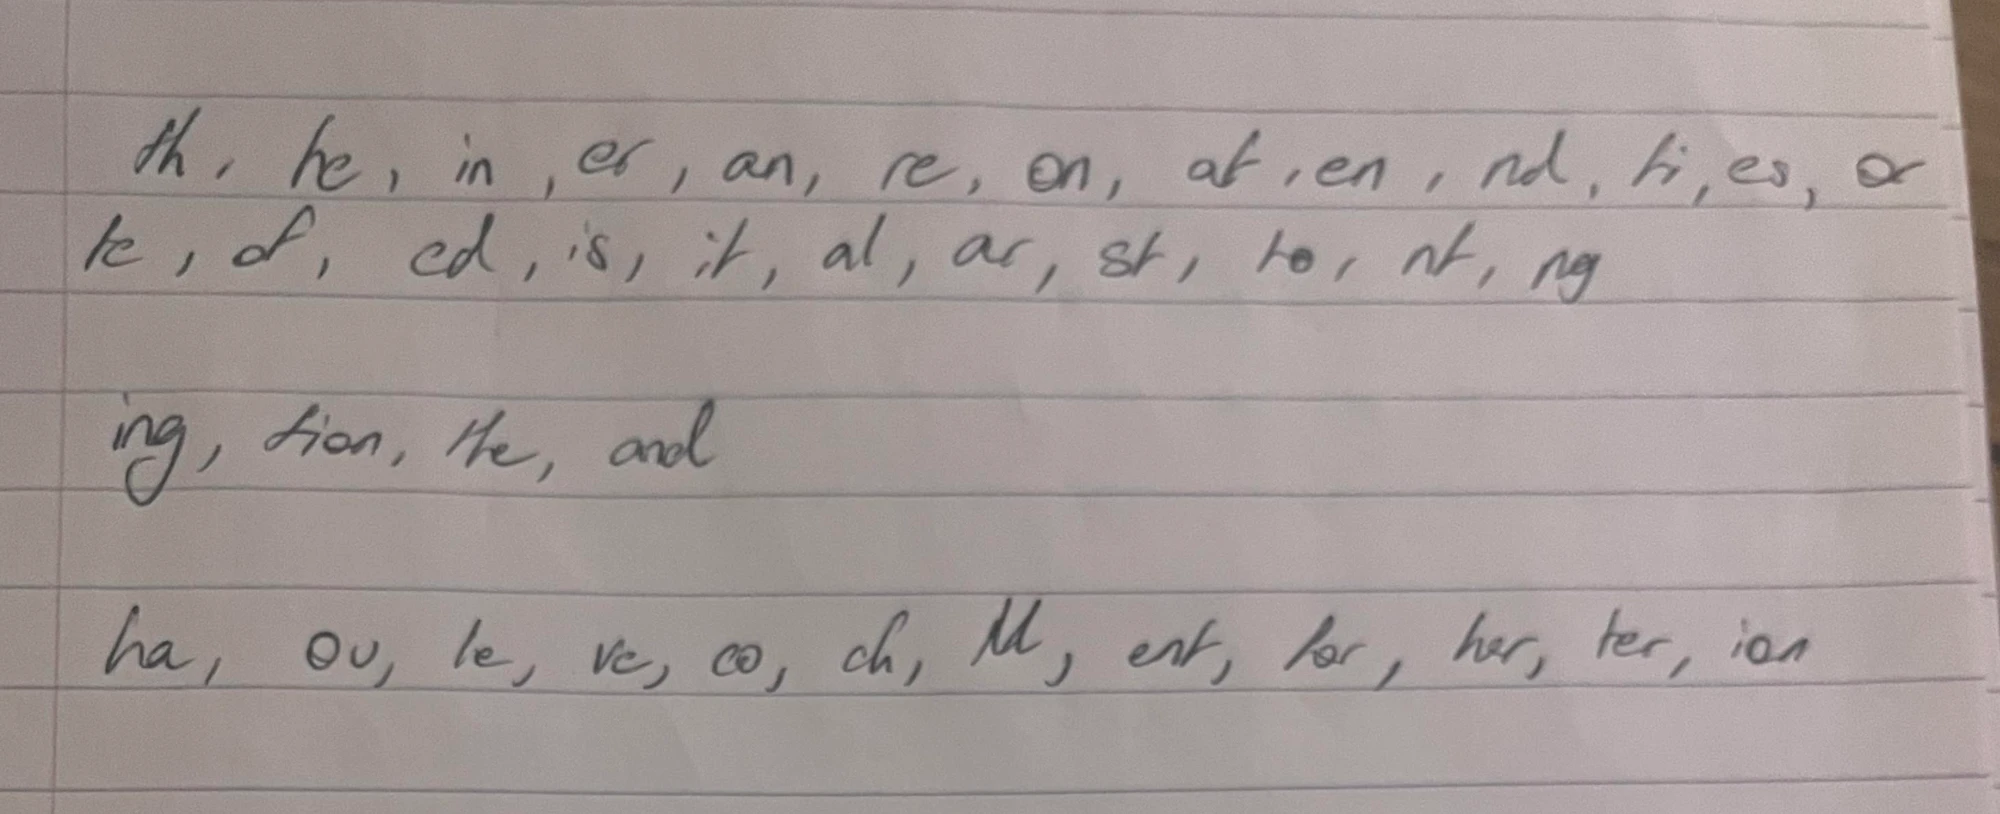 th, he, in, er, an, re, on, at, en, nd, ti, es, or
te, of, ed, is, it, al, ar, st, to, nt, ng
ing, tion, the, and
ha, ou, le, ve, co, ch, ll, ent, for, her, ter, ion